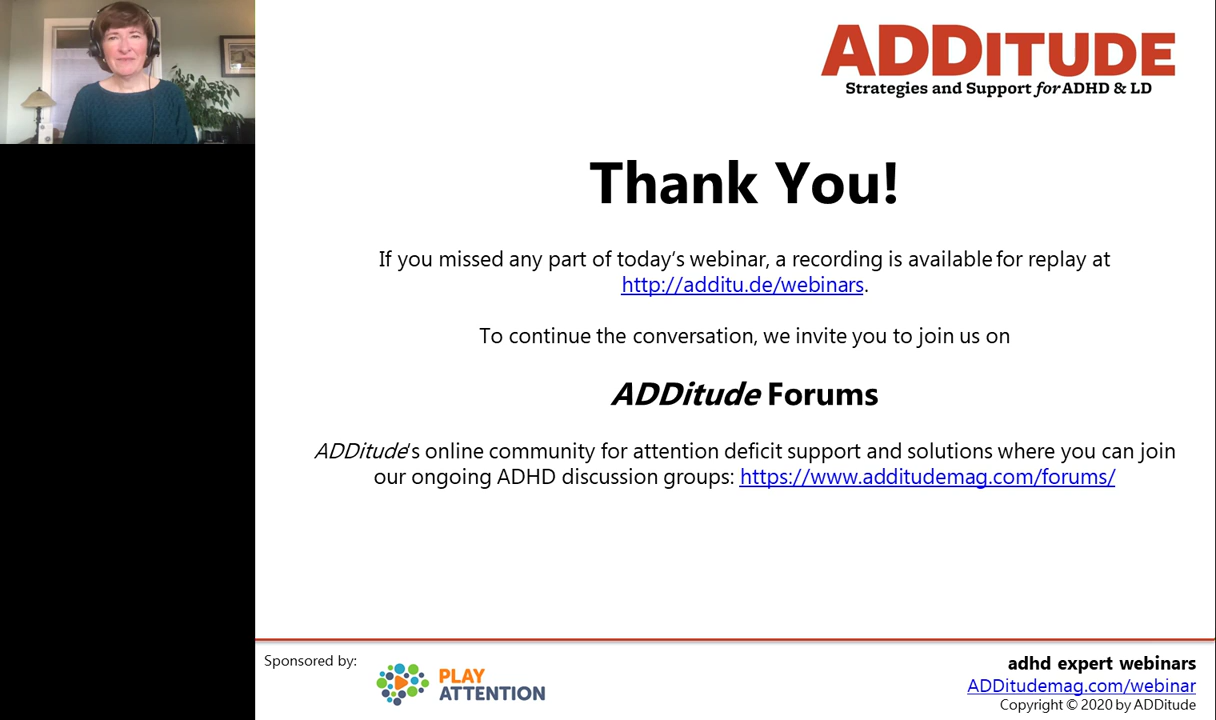 ADDITUDE
Strategies and Support for ADHD & LD
Thank You!
If you missed any part of today's webinar, a recording is available for replay at
http://additu.de/webinars.
To continue the conversation, we invite you to join us on
ADDitude Forums
ADDitude's online community for attention deficit support and solutions where you can join
our ongoing ADHD discussion groups: https://www.additudemag.com/forums/
Sponsored by:
PLAY
ATTENTION
adhd expert webinars
ADDitudemag.com/webinar
Copyright © 2020 by ADDitude